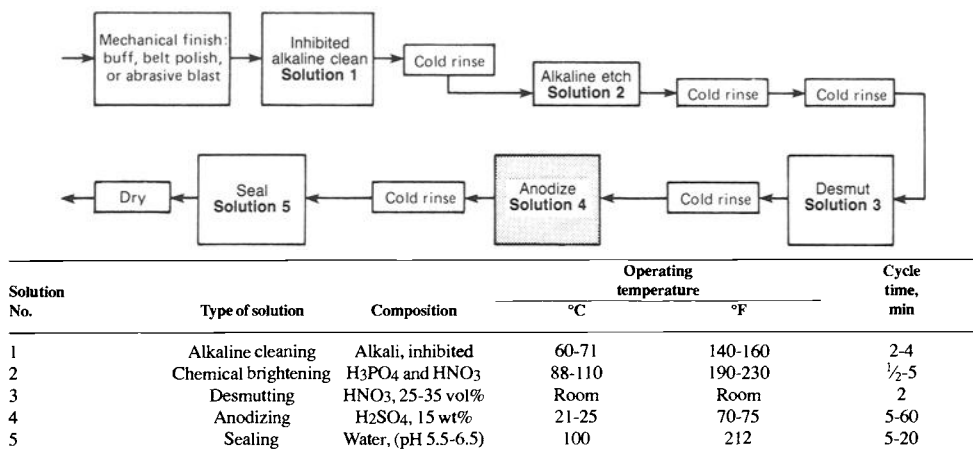 Mechanical finish:
buff, belt polish,
or abrasive blast
Inhibited
alkaline clean
Solution 1
Cold rinse
Alkaline etch
Solution 2
Cold rinse
Cold rinse
Desmut
Solution 3
Cold rinse
Anodize
Solution 4
Cold rinse
Seal
Solution 5
Dry
Operating Cycle
Solution temperature time,
No. Type of solution Composition °C °F min
1 Alkaline cleaning Alkali, inhibited 60-71 140-160 2-4
2 Chemical brightening H3PO4 and HNO3 88-110 190-230 ½-5
3 Desmutting HNO3, 25-35 vol% Room Room 2
4 Anodizing H2SO4, 15 wt% 21-25 70-75 5-60
5 Sealing Water, (pH 5.5-6.5) 100 212 5-20